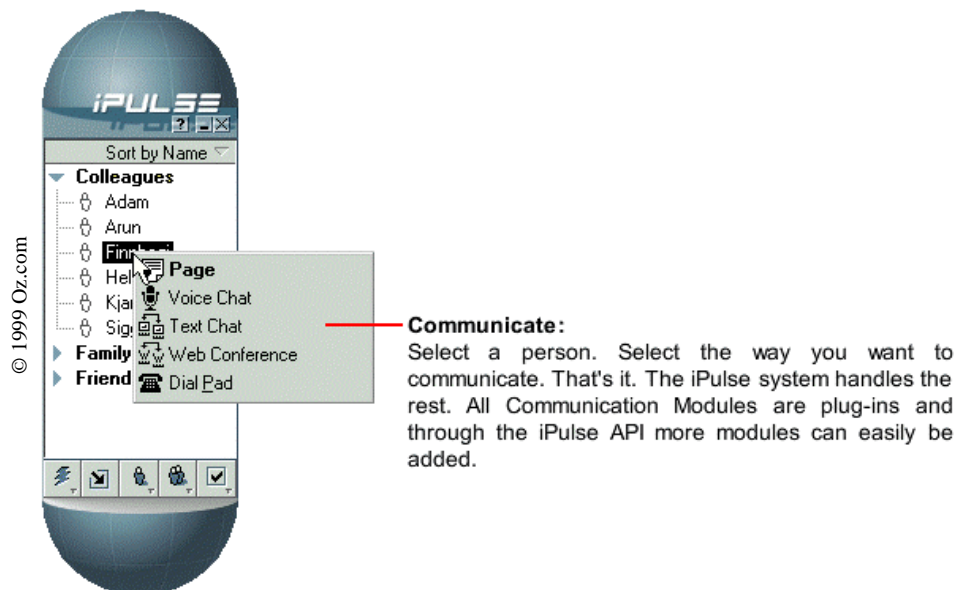 iPULSE
Sort by Name
Colleagues
Adam
Arun
Page
Voice Chat
Text Chat
Web Conference
Dial Pad
Family
Friend
© 1999 Oz.com
Communicate:
Select a person. Select the way you want to
communicate. That's it. The iPulse system handles the
rest. All Communication Modules are plug-ins and
through the iPulse API more modules can easily be
added.